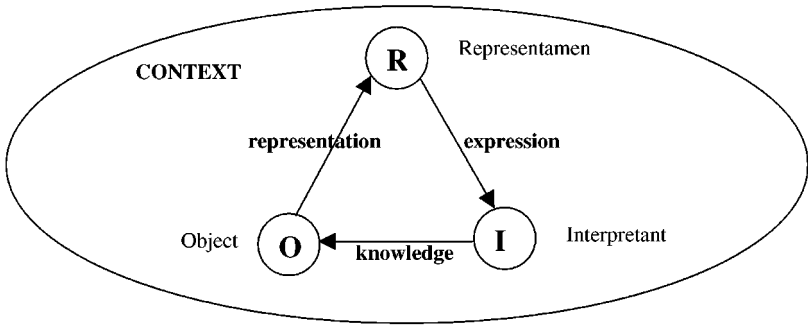 R
Representamen
CONTEXT
representation
expression
Object
O
I
Interpretant
knowledge